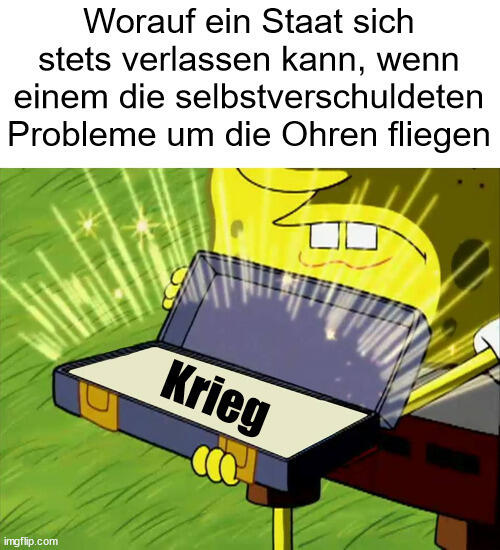 Worauf ein Staat sich
stets verlassen kann, wenn
einem die selbstverschuldeten
Probleme um die Ohren fliegen
Krieg
imgflip.com